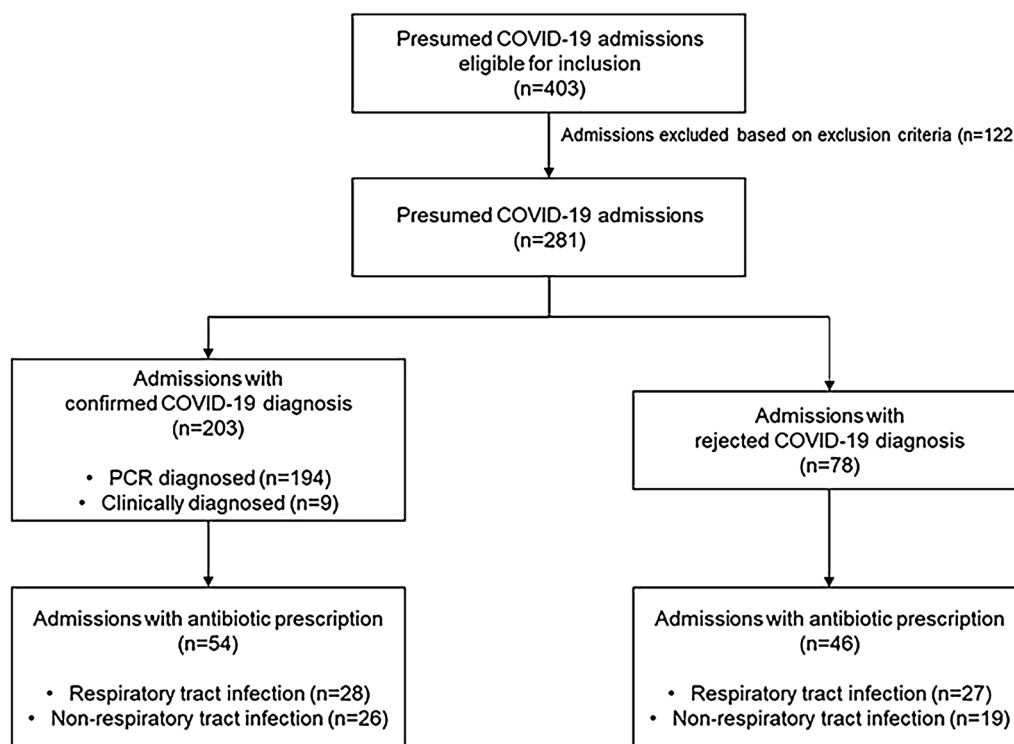 Presumed COVID-19 admissions
eligible for inclusion
(n=403)
Admissions excluded based on exclusion criteria (n=122
Presumed COVID-19 admissions
(n=281)
Admissions with
confirmed COVID-19 diagnosis
(n=203)
• PCR diagnosed (n=194)
• Clinically diagnosed (n=9)
Admissions with
rejected COVID-19 diagnosis
(n=78)
Admissions with antibiotic prescription
(n=54)
• Respiratory tract infection (n=28)
• Non-respiratory tract infection (n=26)
Admissions with antibiotic prescription
(n=46)
• Respiratory tract infection (n=27)
• Non-respiratory tract infection (n=19)